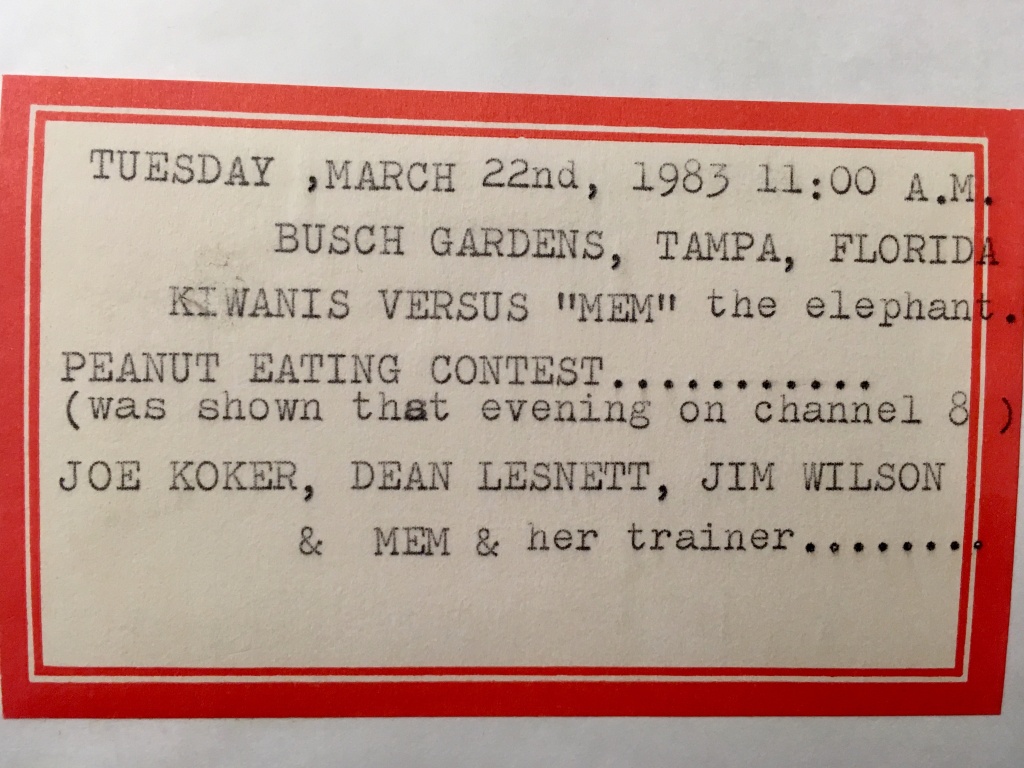 TUESDAY ,MARCH 22nd, 1983 11:00 A.M.
BUSCH GARDENS, TAMPA, FLORIDA
KIWANIS VERSUS "MEM" the elephant.
PEANUT EATING CONTEST............
(was shown that evening on channel 8 )
JOE KOKER, DEAN LESNETT, JIM WILSON
& MEM & her trainer........